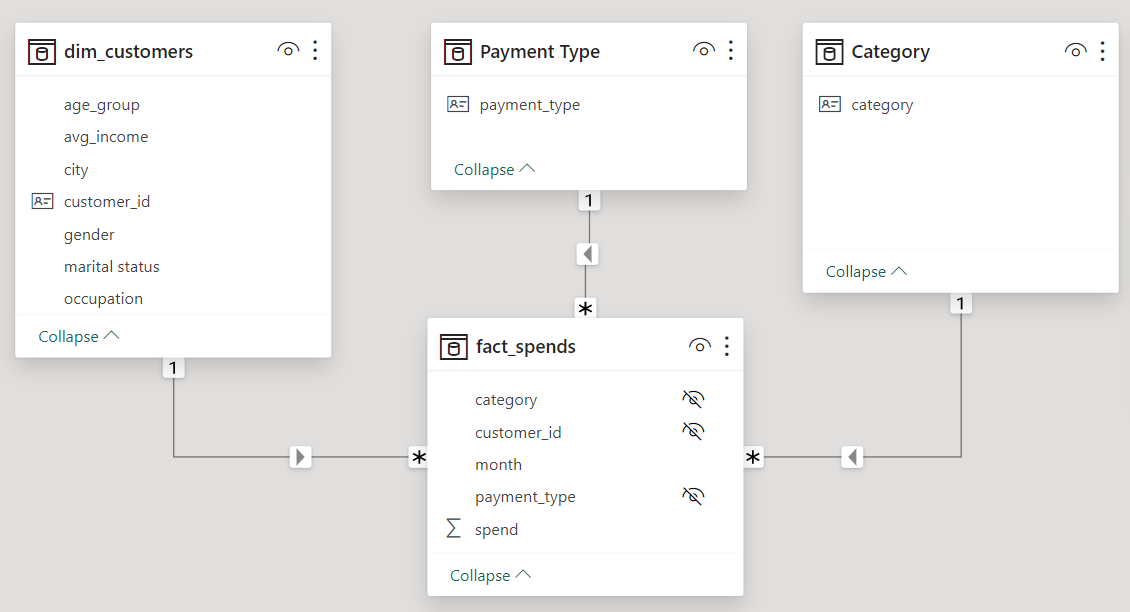 dim_customers
age_group
avg_income
city
customer_id
gender
marital status
occupation
Collapse
Payment Type
payment_type
Collapse
Category
category
Collapse
1
1
1
*
*
*
fact_spends
category
customer_id
month
payment_type
spend
Collapse